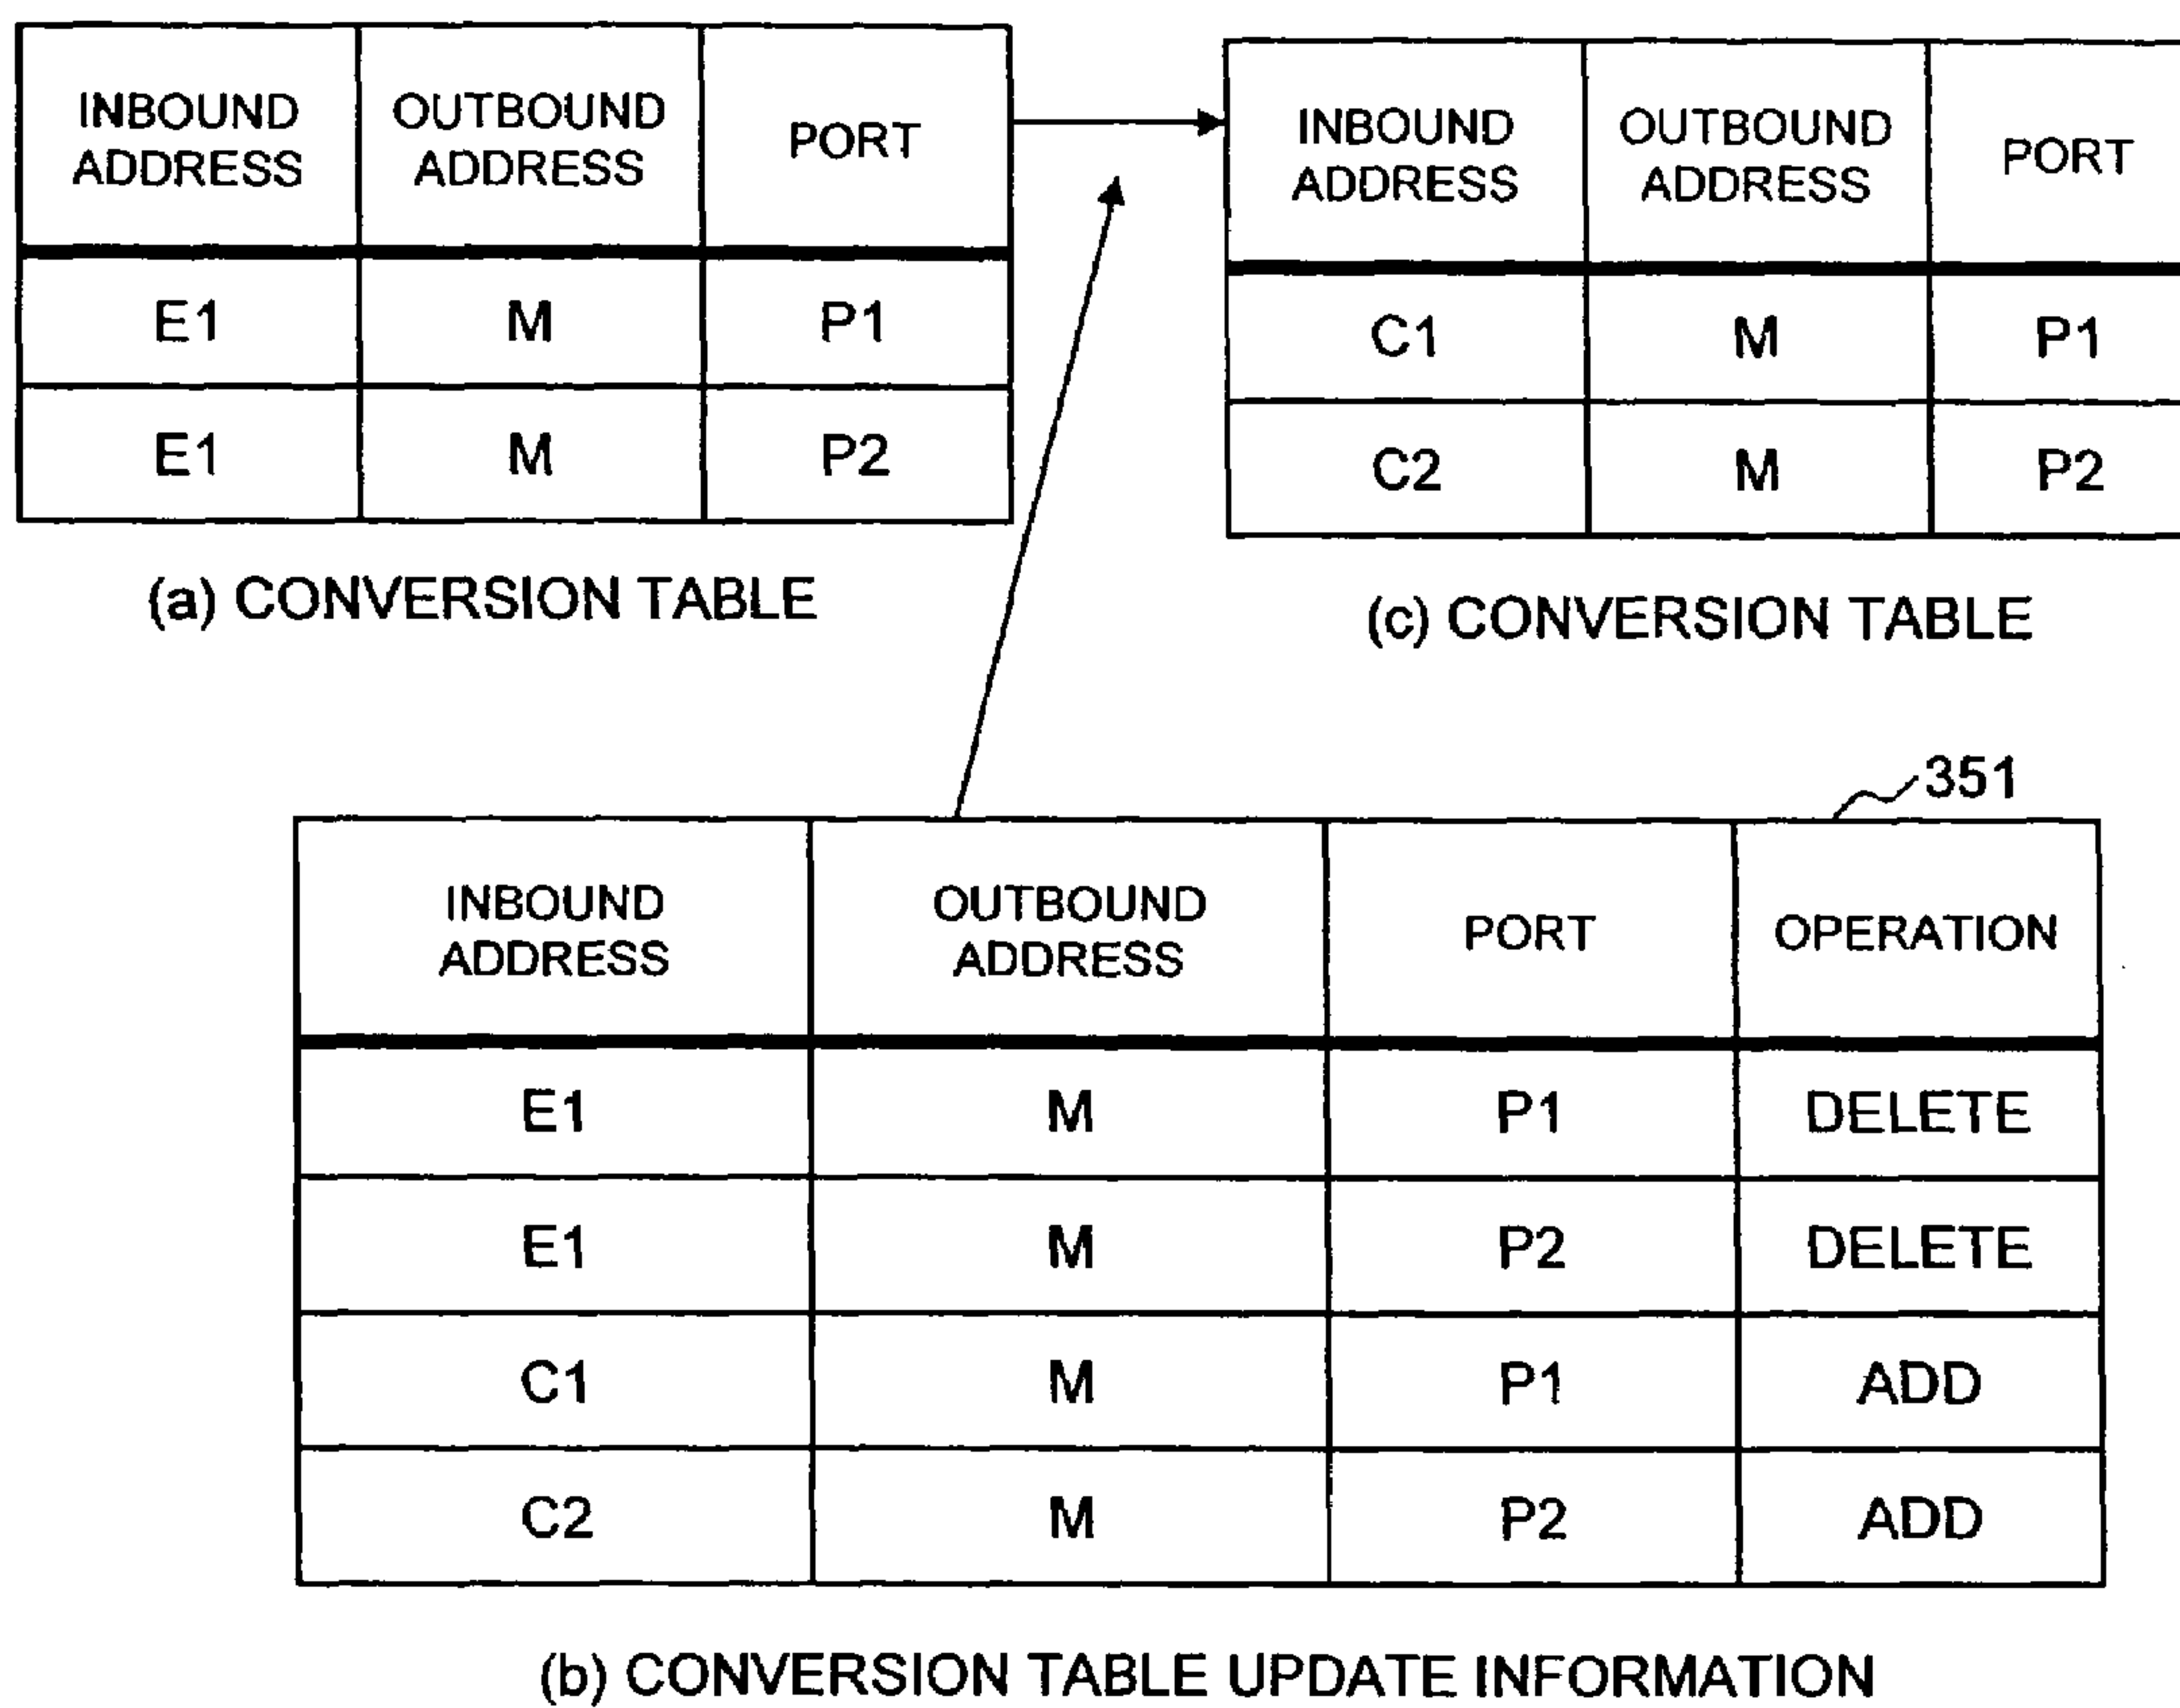 INBOUND ADDRESS OUTBOUND ADDRESS PORT
E1 M P1
E1 M P2
(a) CONVERSION TABLE
INBOUND ADDRESS OUTBOUND ADDRESS PORT
C1 M P1
C2 M P2
(c) CONVERSION TABLE
351
INBOUND ADDRESS OUTBOUND ADDRESS PORT OPERATION
E1 M P1 DELETE
E1 M P2 DELETE
C1 M P1 ADD
C2 M P2 ADD
(b) CONVERSION TABLE UPDATE INFORMATION